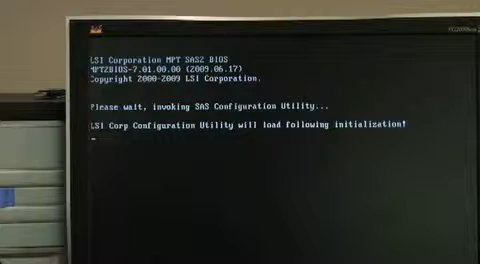 LSI Corporation MPT SAS2 BIOS
MPT2BIOS-7.01.00.00 (2009.06.17)
Copyright 2000-2009 LSI Corporation.
Please wait, invoking SAS Configuration Utility...
LSI Corp Configuration Utility will load following initialization!